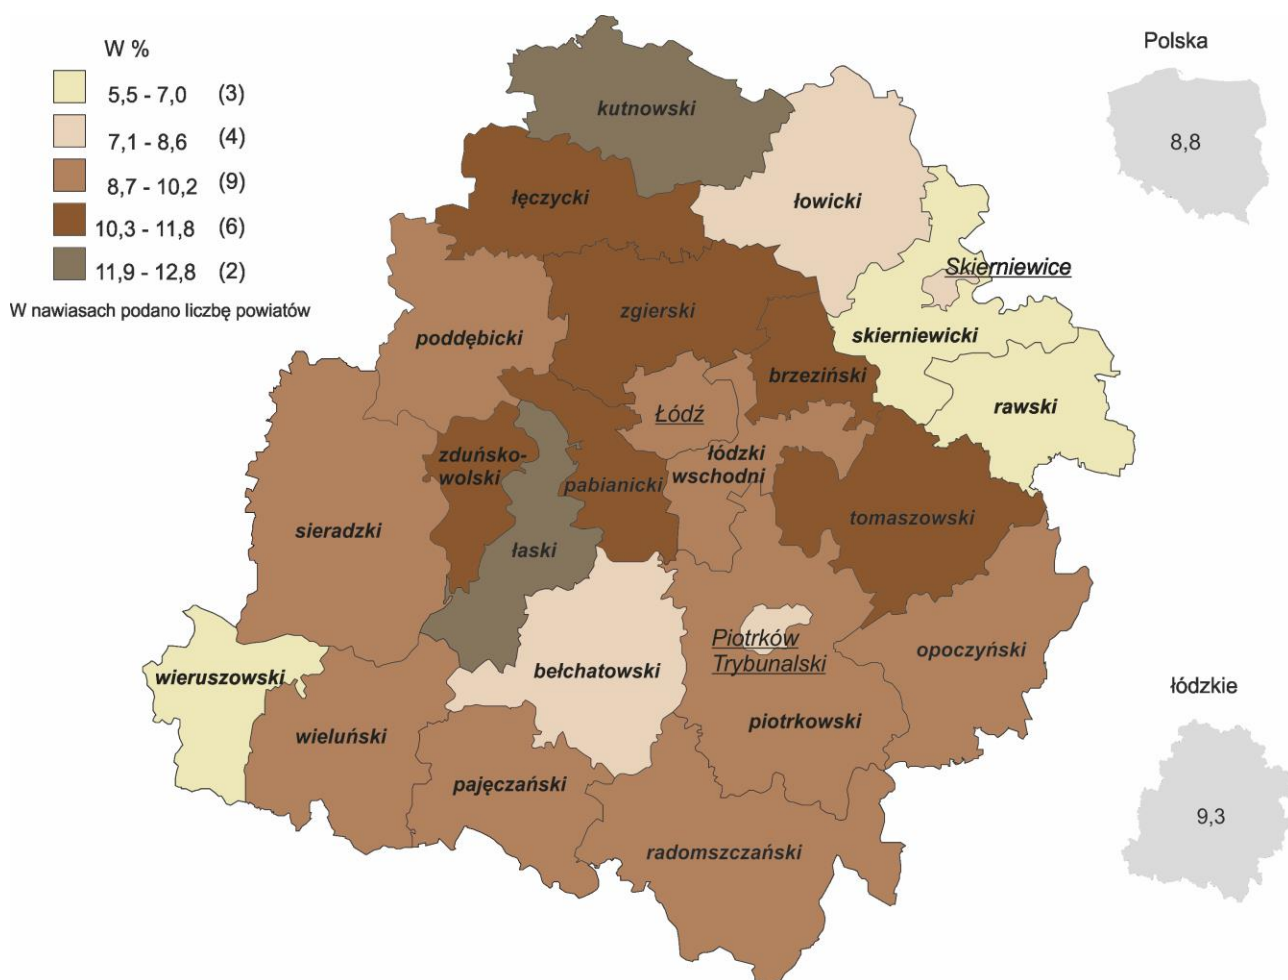 W %
5,5 - 7,0 (3)
7,1 - 8,6 (4)
8,7 - 10,2 (9)
10,3 - 11,8 (6)
11,9 - 12,8 (2)
W nawiasach podano liczbę powiatów
Polska
8,8
kutnowski
łęczycki
łowicki
Skierniewice
zgierski
skierniewicki
poddębicki
brzeziński
rawski
Łódź
zduńsko-
wolski
łódzki
wschodni
pabianicki
tomaszowski
sieradzki
łaski
Piotrków
Trybunalski
opoczyński
bełchatowski
wieruszowski
piotrkowski
wieluński
pajęczański
radomszczański
łódzkie
9,3